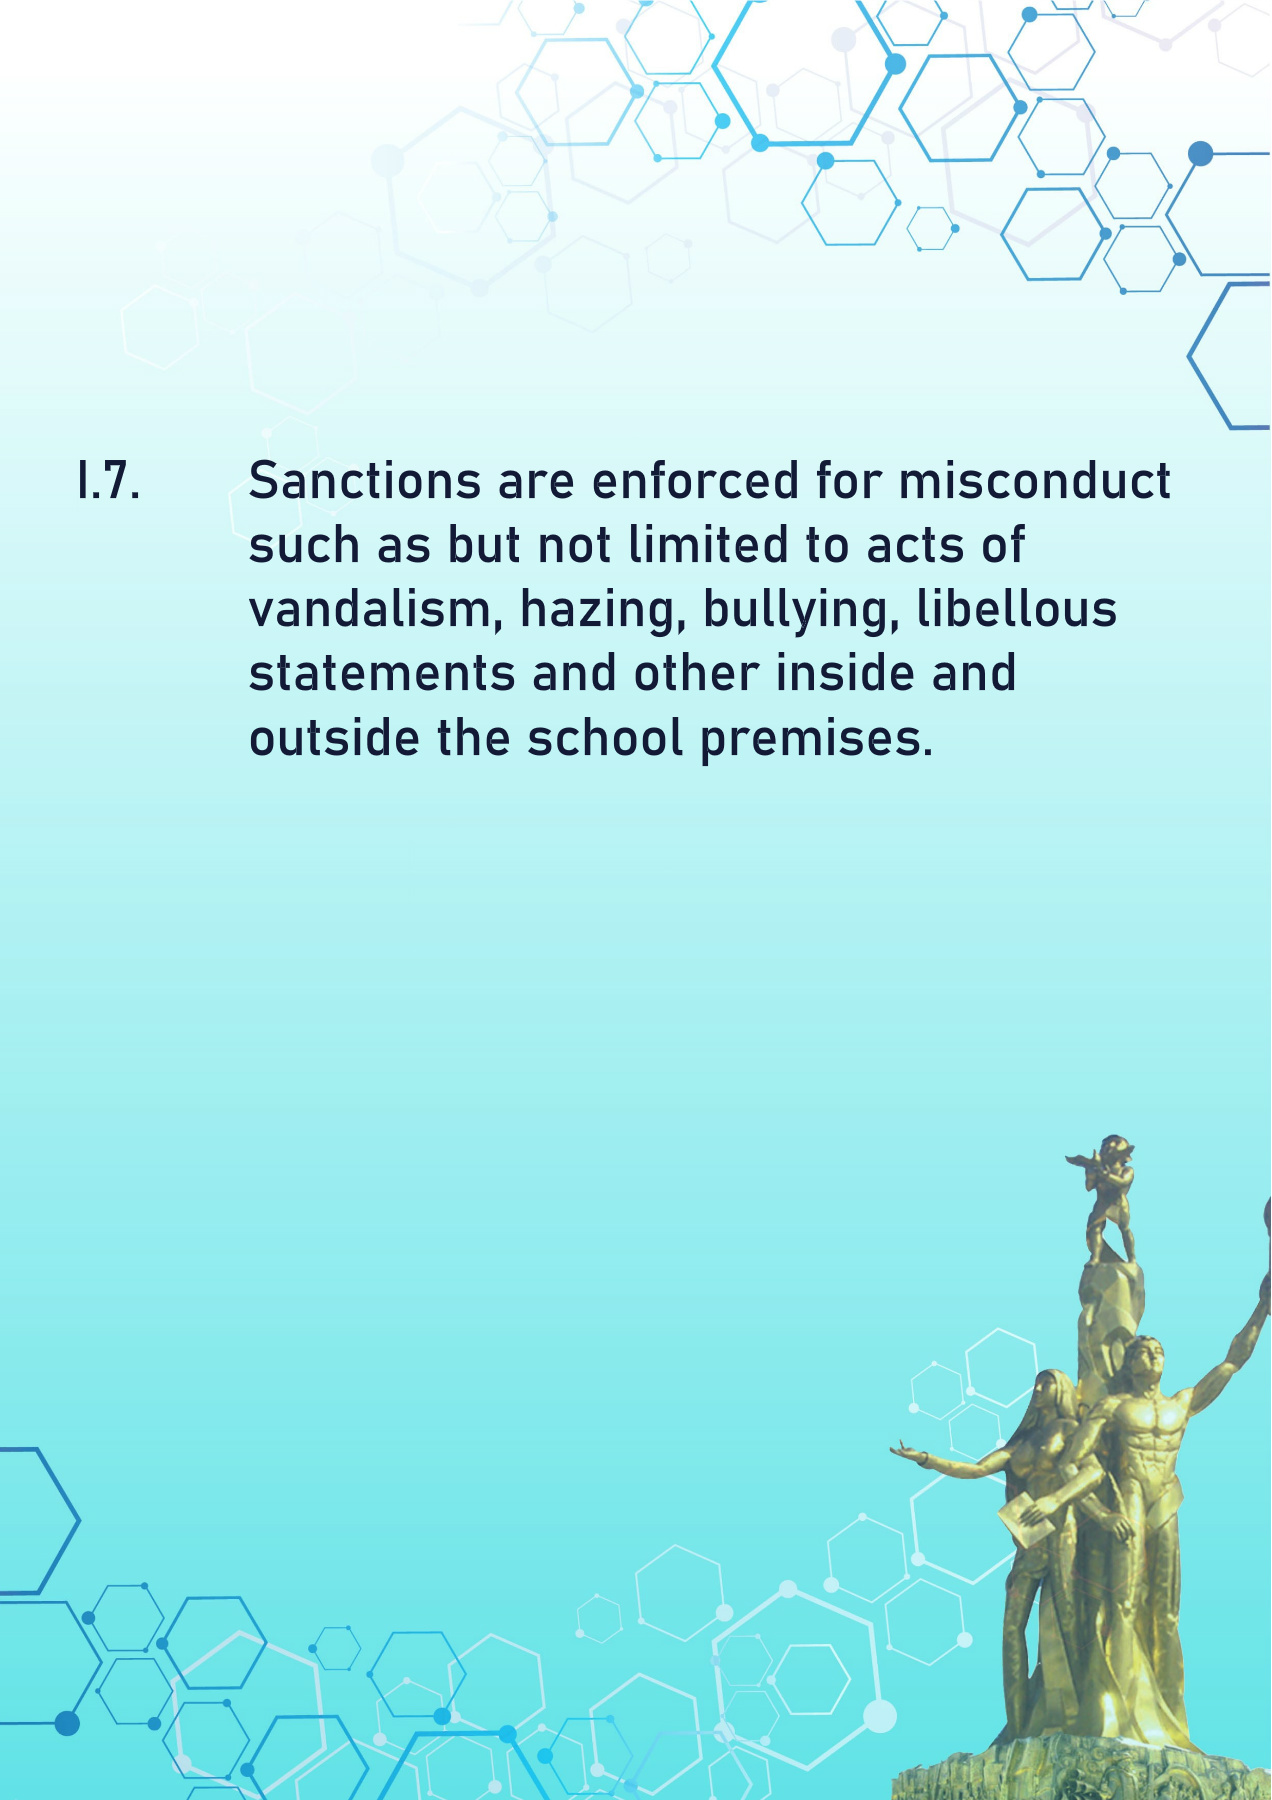 I.7. Sanctions are enforced for misconduct
such as but not limited to acts of
vandalism, hazing, bullying, libellous
statements and other inside and
outside the school premises.